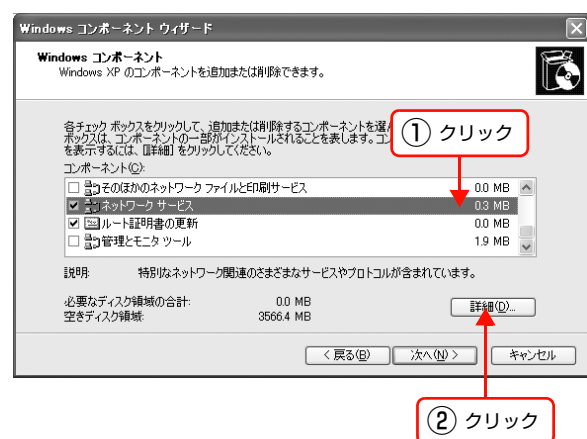 Windows コンポーネント ウィザード
Windows コンポーネント
Windows XP のコンポーネントを追加または削除できます。
各チェック ボックスをクリックして、追加または削除するコンポーネントを選
ボックスは、コンポーネントの一部がインストールされることを表します。コン
を表示するには、[詳細] をクリックしてください。
① クリック
コンポーネント(C):
そのほかのネットワーク ファイルと印刷サービス 0.0 MB
ネットワーク サービス 0.3 MB
ルート証明書の更新 0.0 MB
管理とモニタ ツール 1.9 MB
説明: 特別なネットワーク関連のさまざまなサービスやプロトコルが含まれています。
必要なディスク領域の合計: 0.0 MB
空きディスク領域: 3566.4 MB
詳細(D)...
< 戻る(B) 次へ(N) > キャンセル
② クリック